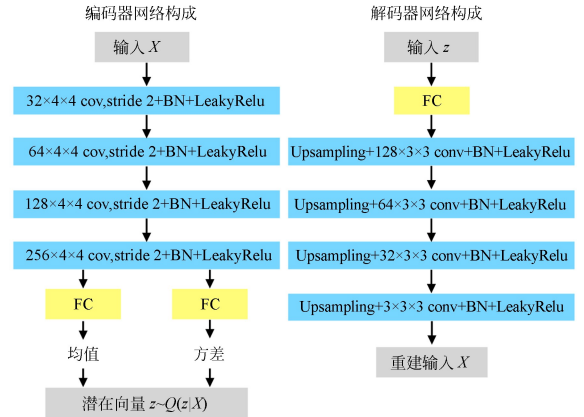 编码器网络构成
输入 X
32×4×4 cov,stride 2+BN+LeakyRelu
64×4×4 cov,stride 2+BN+LeakyRelu
128×4×4 cov,stride 2+BN+LeakyRelu
256×4×4 cov,stride 2+BN+LeakyRelu
FC
FC
均值
方差
潜在向量 z~Q(z|X)
解码器网络构成
输入 z
FC
Upsampling+128×3×3 conv+BN+LeakyRelu
Upsampling+64×3×3 conv+BN+LeakyRelu
Upsampling+32×3×3 conv+BN+LeakyRelu
Upsampling+3×3×3 conv+BN+LeakyRelu
重建输入 X